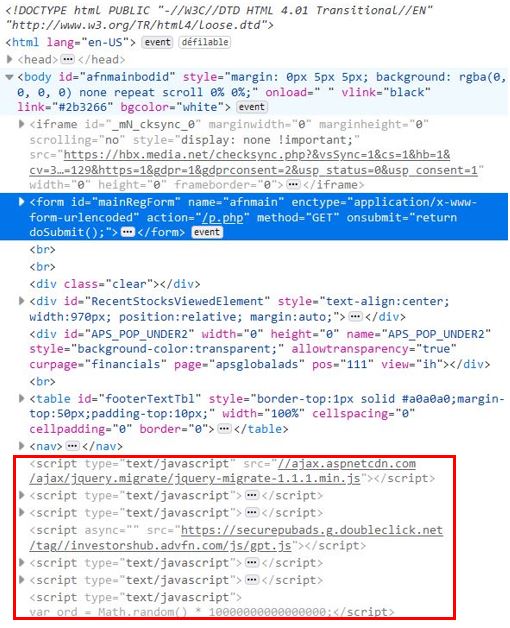 <!DOCTYPE html PUBLIC "-//W3C//DTD HTML 4.01 Transitional//EN"
"http://www.w3.org/TR/html4/loose.dtd">
<html lang="en-US"> event défilable
<head> ••• </head>
<body id="afnmainbodid" style="margin: 0px 5px 5px; background: rgba(0,
0, 0, 0) none repeat scroll 0% 0%;" onload=" " vlink="black"
link="#2b3266" bgcolor="white"> event
<iframe id="_mN_cksync_0" marginwidth="0" marginheight="0"
scrolling="no" style="display: none !important;"
src="https://hbx.media.net/checksync.php?&vsSync=1&cs=1&hb=1&
cv=3…=129&https=1&gdpr=1&gdprconsent=2&usp_status=0&usp_consent=1"
width="0" height="0" frameborder="0"> ••• </iframe>
<form id="mainRegForm" name="afnmain" enctype="application/x-www-
form-urlencoded" action="/p.php" method="GET" onsubmit="return
doSubmit();"> ••• </form> event
<br>
<br>
<div class="clear"></div>
<div id="RecentStocksViewedElement" style="text-align:center;
width:970px; position:relative; margin:auto;"> ••• </div>
<div id="APS_POP_UNDER2" width="0" height="0" name="APS_POP_UNDER2"
style="background-color:transparent;" allowtransparency="true"
curpage="financials" page="apsglobalads" pos="111" view="ih"></div>
<br>
<table id="footerTextTbl" style="border-top:1px solid #a0a0a0;margin-
top:50px;padding-top:10px;" width="100%" cellspacing="0"
cellpadding="0" border="0"> ••• </table>
<nav> ••• </nav>
<script type="text/javascript" src="//ajax.aspnetcdn.com
/ajax/jquery.migrate/jquery-migrate-1.1.1.min.js"></script>
<script type="text/javascript"> ••• </script>
<script type="text/javascript"> ••• </script>
<script async="" src="https://securepubads.g.doubleclick.net
/tag//investorshub.advfn.com/js/gpt.js"></script>
<script type="text/javascript"> ••• </script>
<script type="text/javascript"> ••• </script>
<script type="text/javascript">
var ord = Math.random() * 10000000000000000;</script>